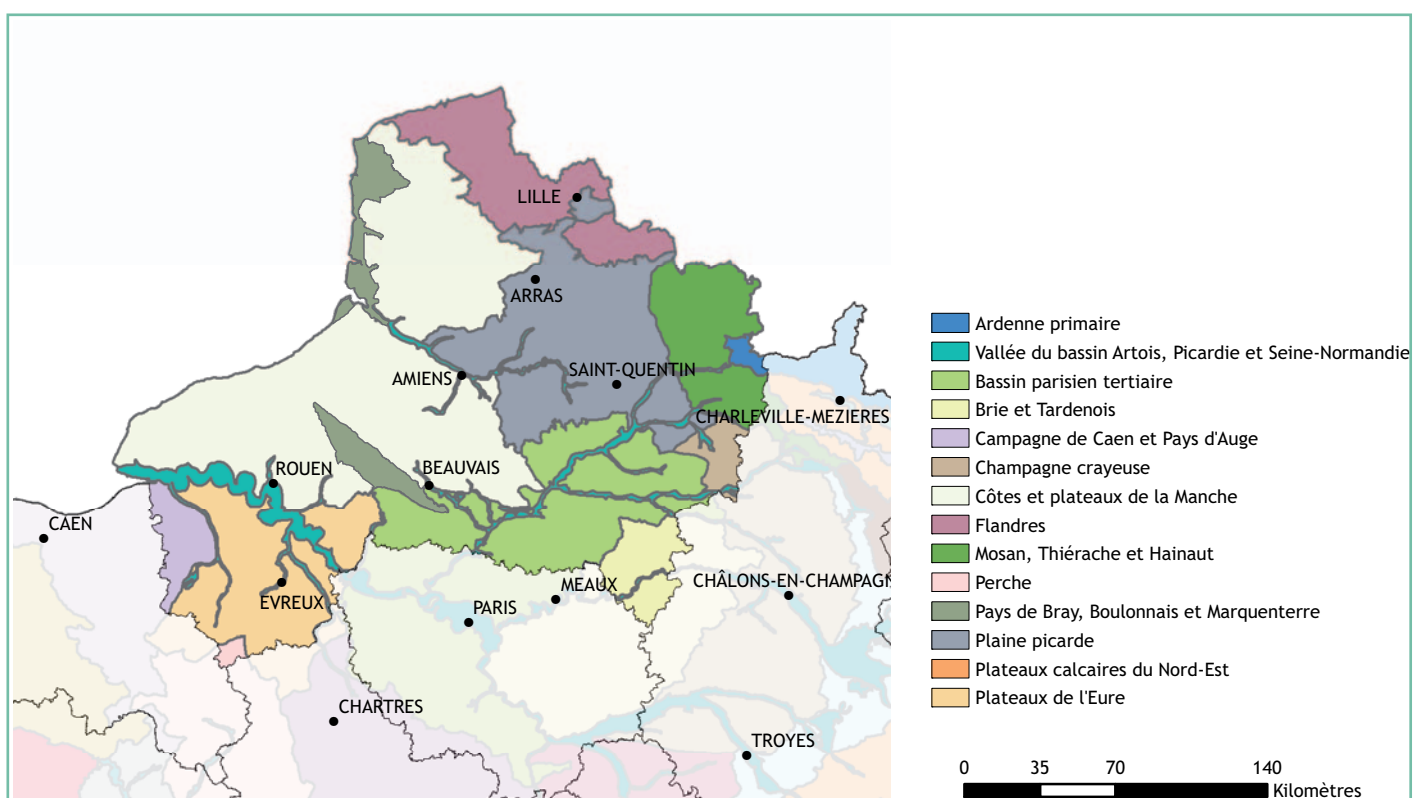 LILLE
ARRAS
SAINT-QUENTIN
AMIENS
CHARLEVILLE-MEZIERES
ROUEN
BEAUVAIS
CAEN
EVREUX
MEAUX
CHÂLONS-EN-CHAMPAGN
PARIS
CHARTRES
TROYES
Ardenne primaire
Vallée du bassin Artois, Picardie et Seine-Normandie
Bassin parisien tertiaire
Brie et Tardenois
Campagne de Caen et Pays d'Auge
Champagne crayeuse
Côtes et plateaux de la Manche
Flandres
Mosan, Thiérache et Hainaut
Perche
Pays de Bray, Boulonnais et Marquenterre
Plaine picarde
Plateaux calcaires du Nord-Est
Plateaux de l'Eure
0 35 70 140
Kilomètres